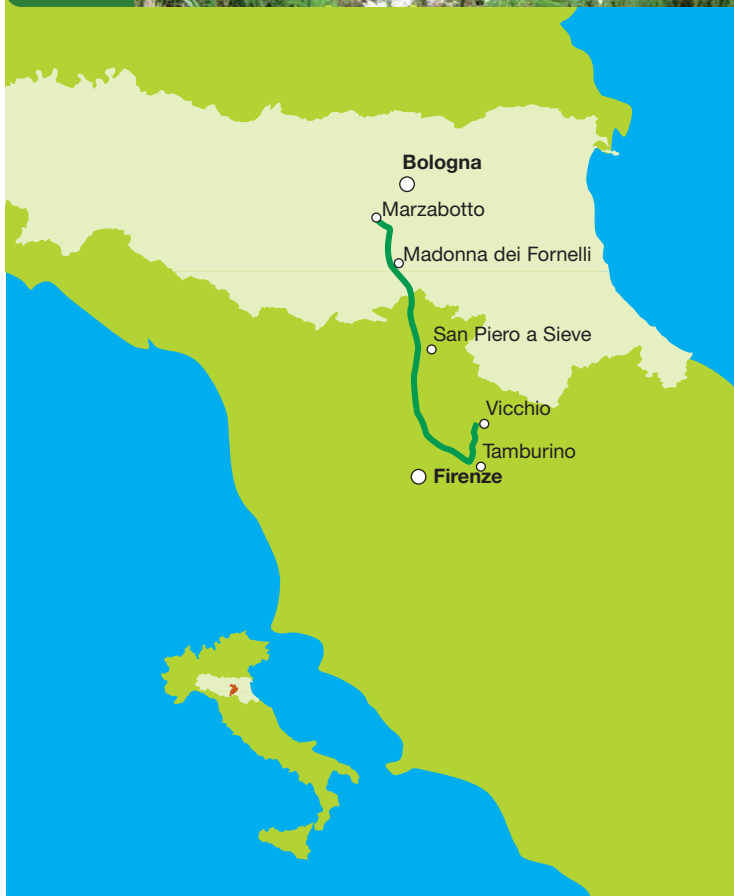 Bologna
Marzabotto
Madonna dei Fornelli
San Piero a Sieve
Vicchio
Tamburino
Firenze